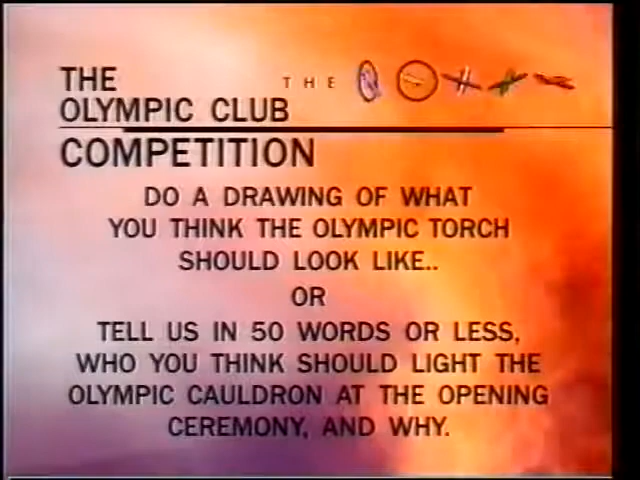 THE
THE
OLYMPIC CLUB
COMPETITION
DO A DRAWING OF WHAT
YOU THINK THE OLYMPIC TORCH
SHOULD LOOK LIKE..
OR
TELL US IN 50 WORDS OR LESS,
WHO YOU THINK SHOULD LIGHT THE
OLYMPIC CAULDRON AT THE OPENING
CEREMONY, AND WHY.